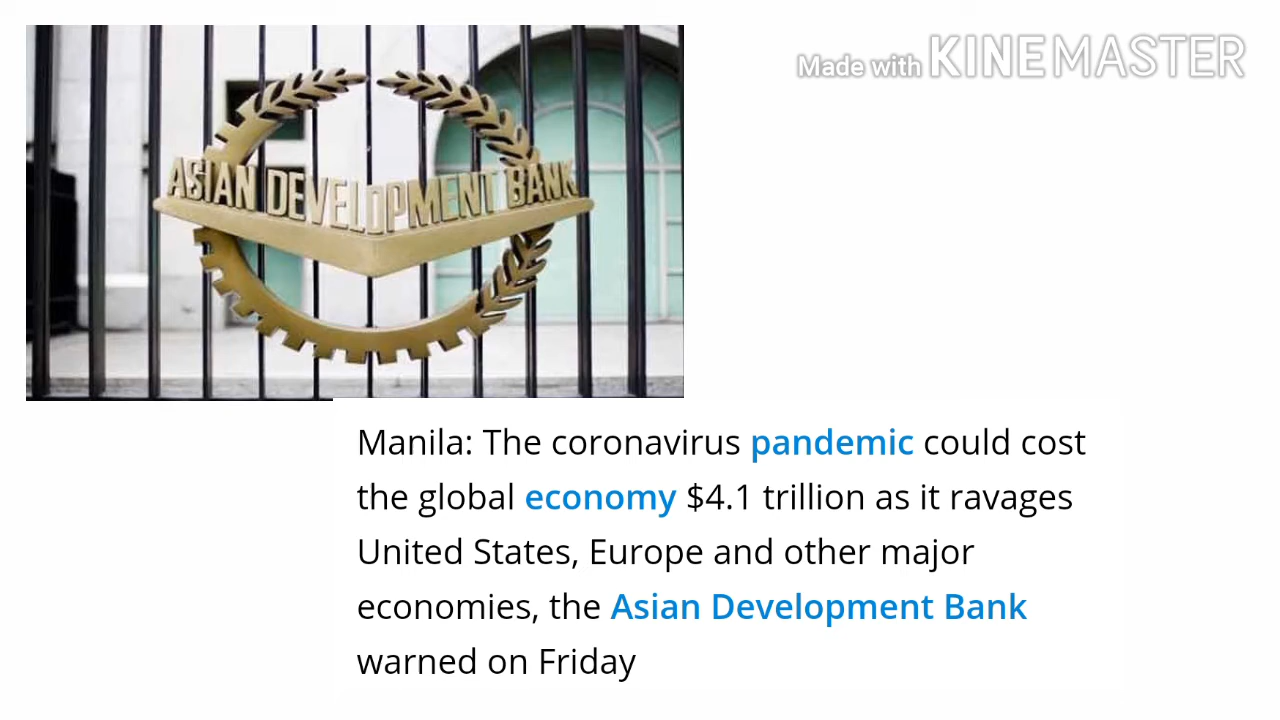 Made with KINEMASTER
ASIAN DEVELOPMENT BANK
Manila: The coronavirus pandemic could cost
the global economy $4.1 trillion as it ravages
United States, Europe and other major
economies, the Asian Development Bank
warned on Friday